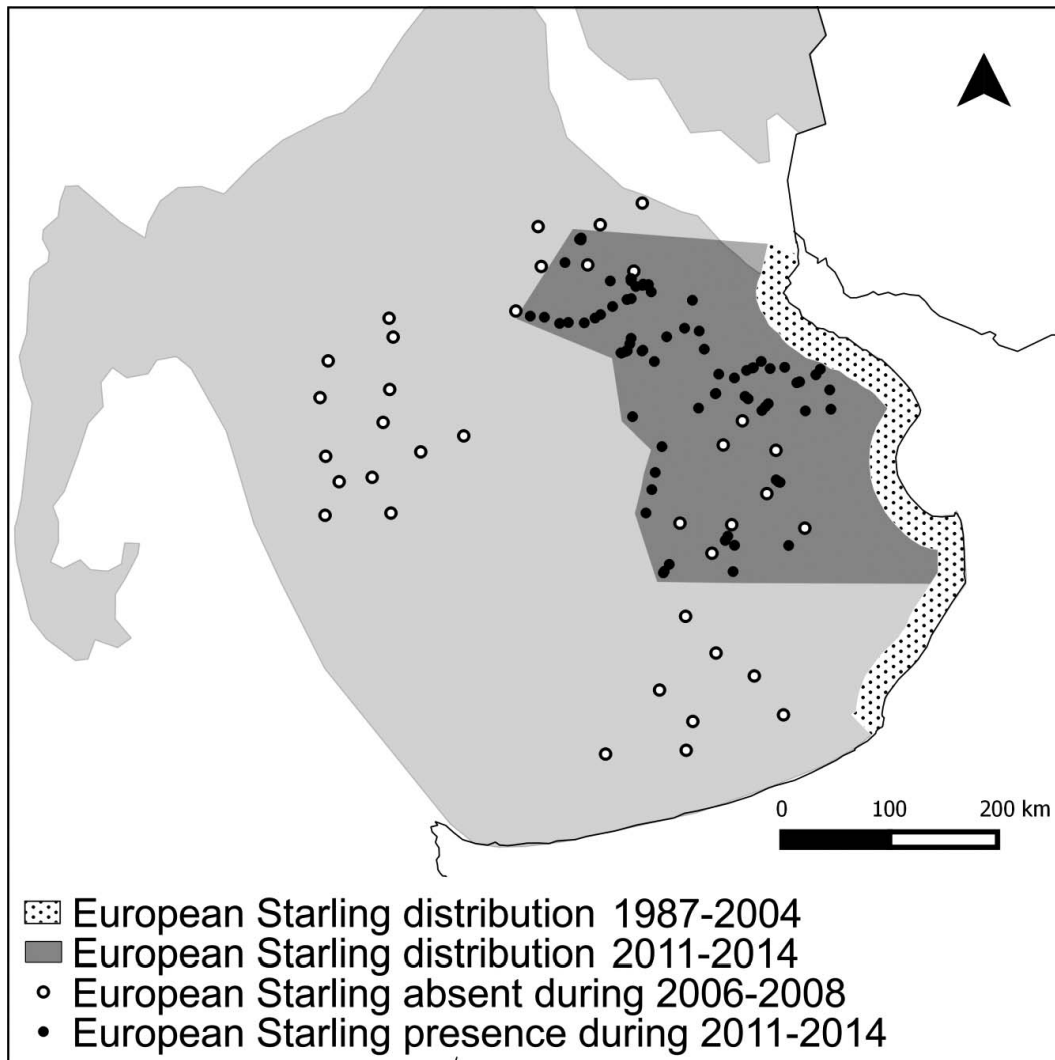 0 100 200 km
European Starling distribution 1987-2004
European Starling distribution 2011-2014
European Starling absent during 2006-2008
European Starling presence during 2011-2014